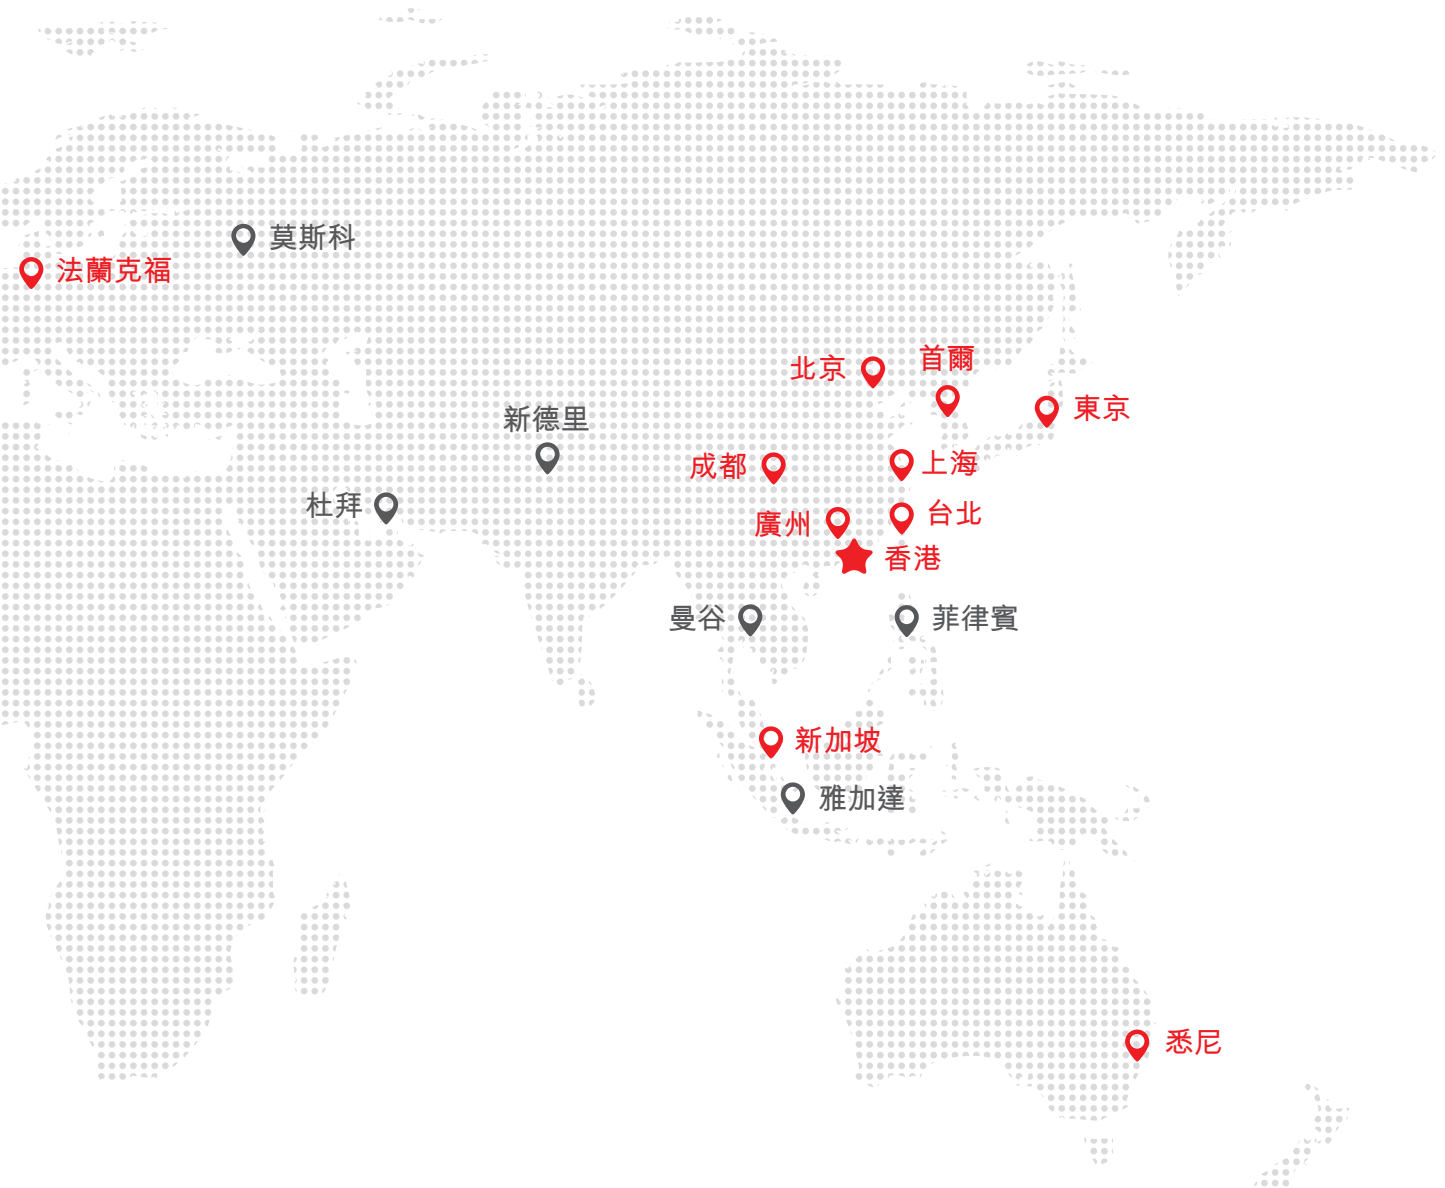 莫斯科
法蘭克福
首爾
北京
東京
新德里
上海
成都
杜拜
台北
廣州
香港
曼谷
菲律賓
新加坡
雅加達
悉尼